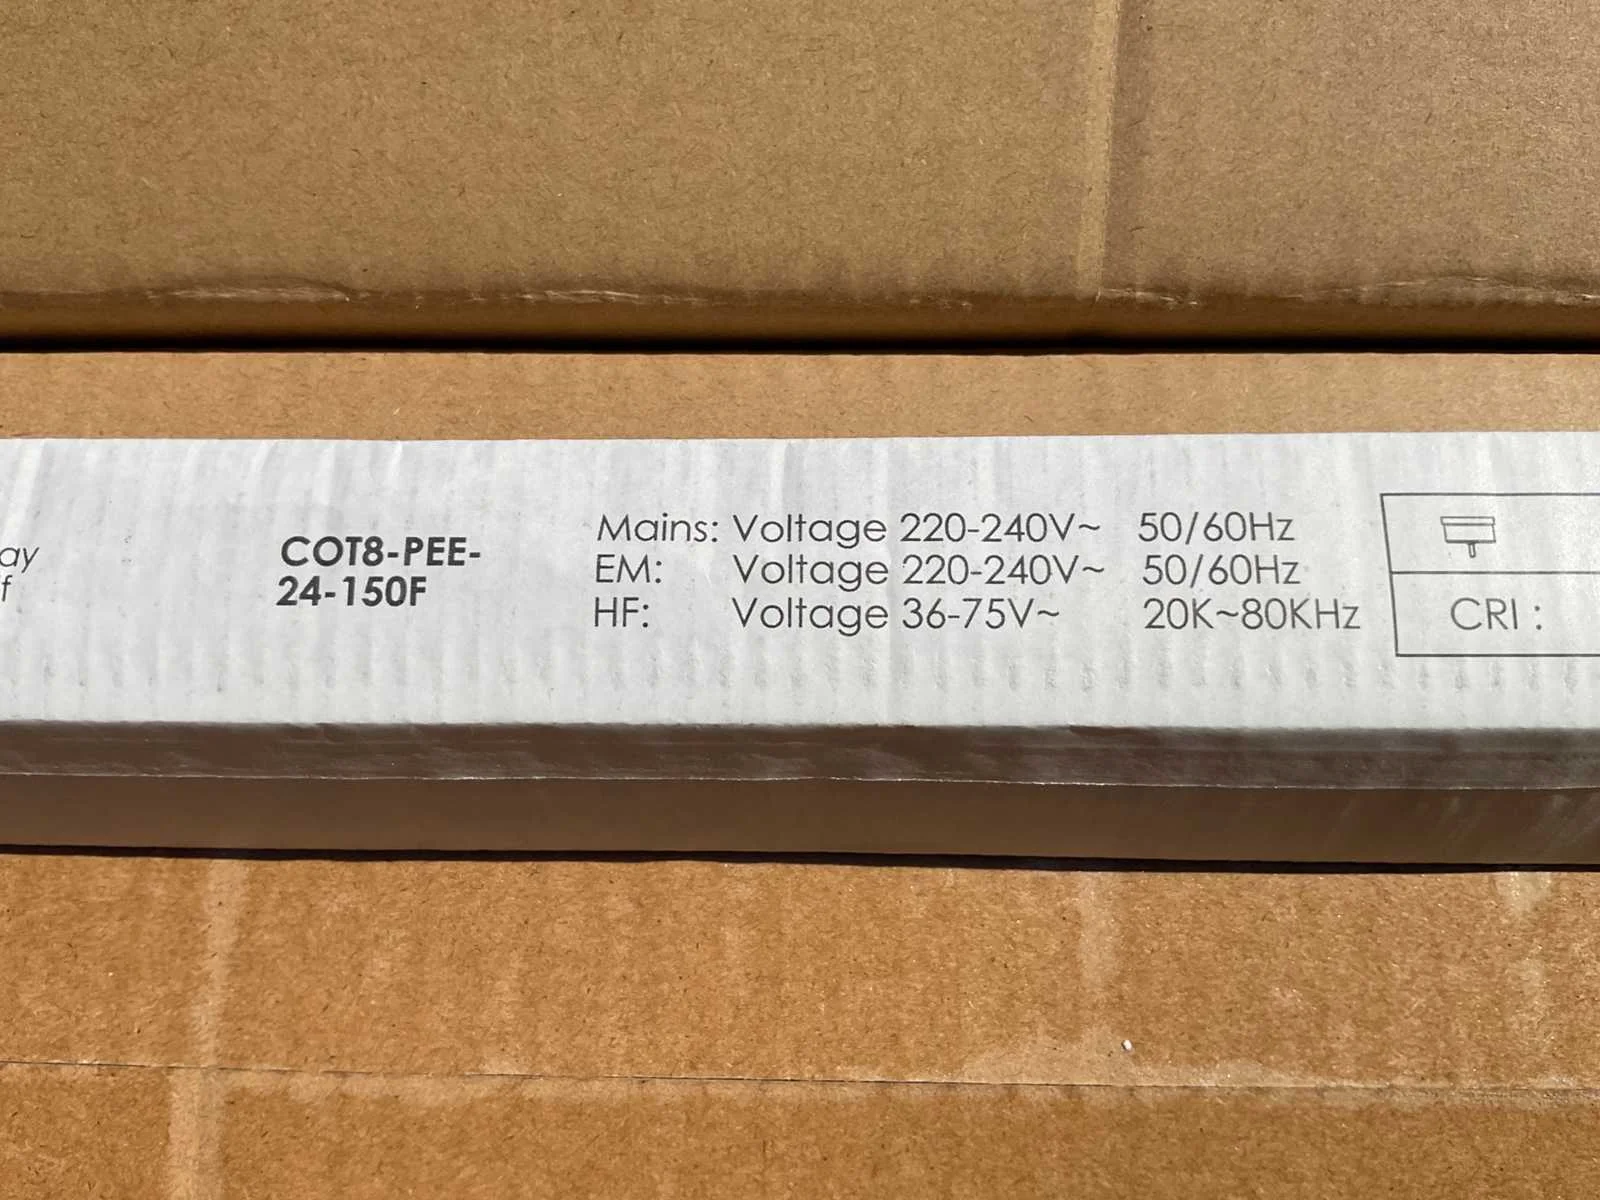 ay
f
COT8-PEE-
24-150F
Mains: Voltage 220-240V~ 50/60Hz
EM: Voltage 220-240V~ 50/60Hz
HF: Voltage 36-75V~ 20K~80KHz
CRI :